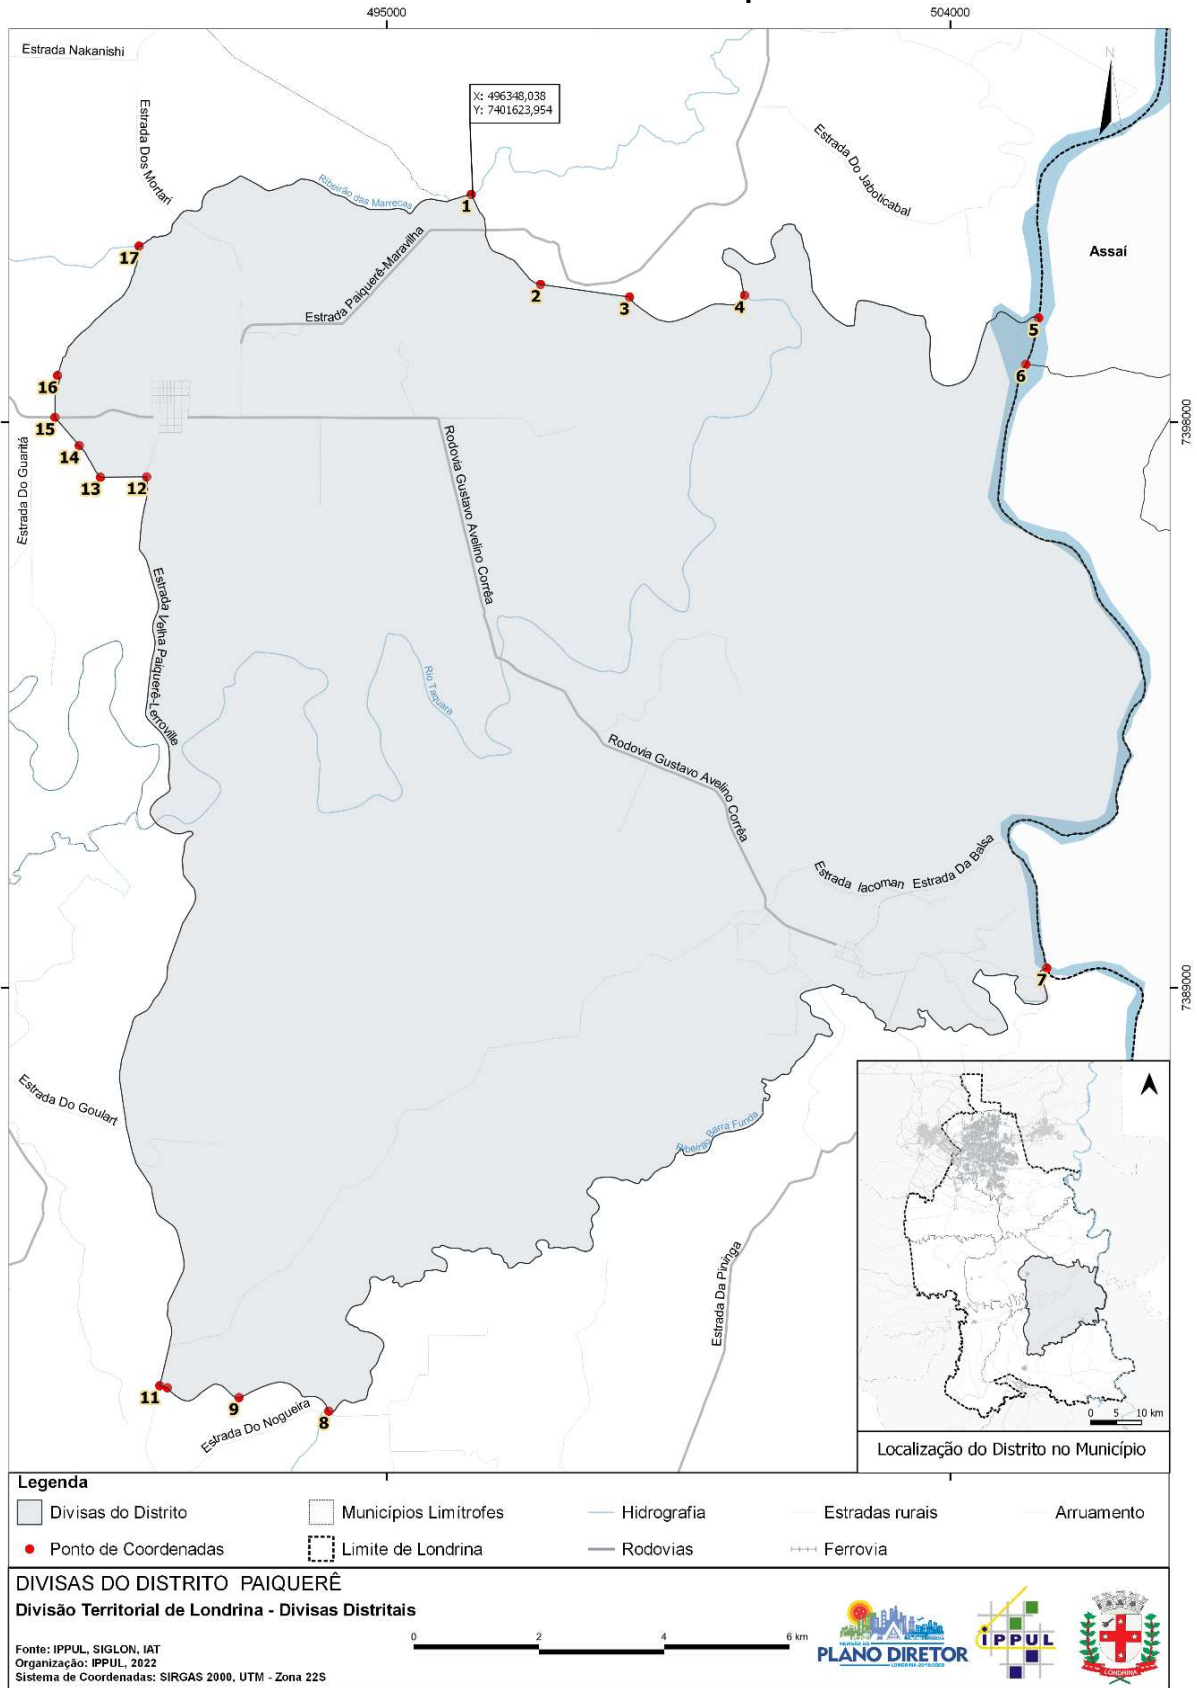 495000
504000
Estrada Nakanishi
X: 496348,038
Y: 7401623,954
N
Estrada Dos Mortari
Estrada Do Jaboticabal
Ribeirão das Marrecas
1
17
Assaí
Estrada Paiquerê-Maravilha
2
3
4
5
6
16
15
14
13
12
7398000
Estrada Do Guaritá
Rodovia Gustavo Avelino Corrêa
Estrada Velha Paiquerê-Lerroville
Rio Taquara
Rodovia Gustavo Avelino Corrêa
Estrada Iacoman
Estrada Da Balsa
7
7389000
Estrada Do Goulart
Ribeirão Barra Funda
Estrada Da Pininga
11
9
8
Estrada Do Nogueira
0 5 10 km
Localização do Distrito no Município
Legenda
Divisas do Distrito
Municípios Limítrofes
Hidrografia
Estradas rurais
Arruamento
Ponto de Coordenadas
Limite de Londrina
Rodovias
Ferrovia
DIVISAS DO DISTRITO PAIQUERÊ
Divisão Territorial de Londrina - Divisas Distritais
Fonte: IPPUL, SIGLON, IAT
Organização: IPPUL, 2022
Sistema de Coordenadas: SIRGAS 2000, UTM - Zona 22S
0 2 4 6 km
PLANO DIRETOR
IPPUL
LONDRINA